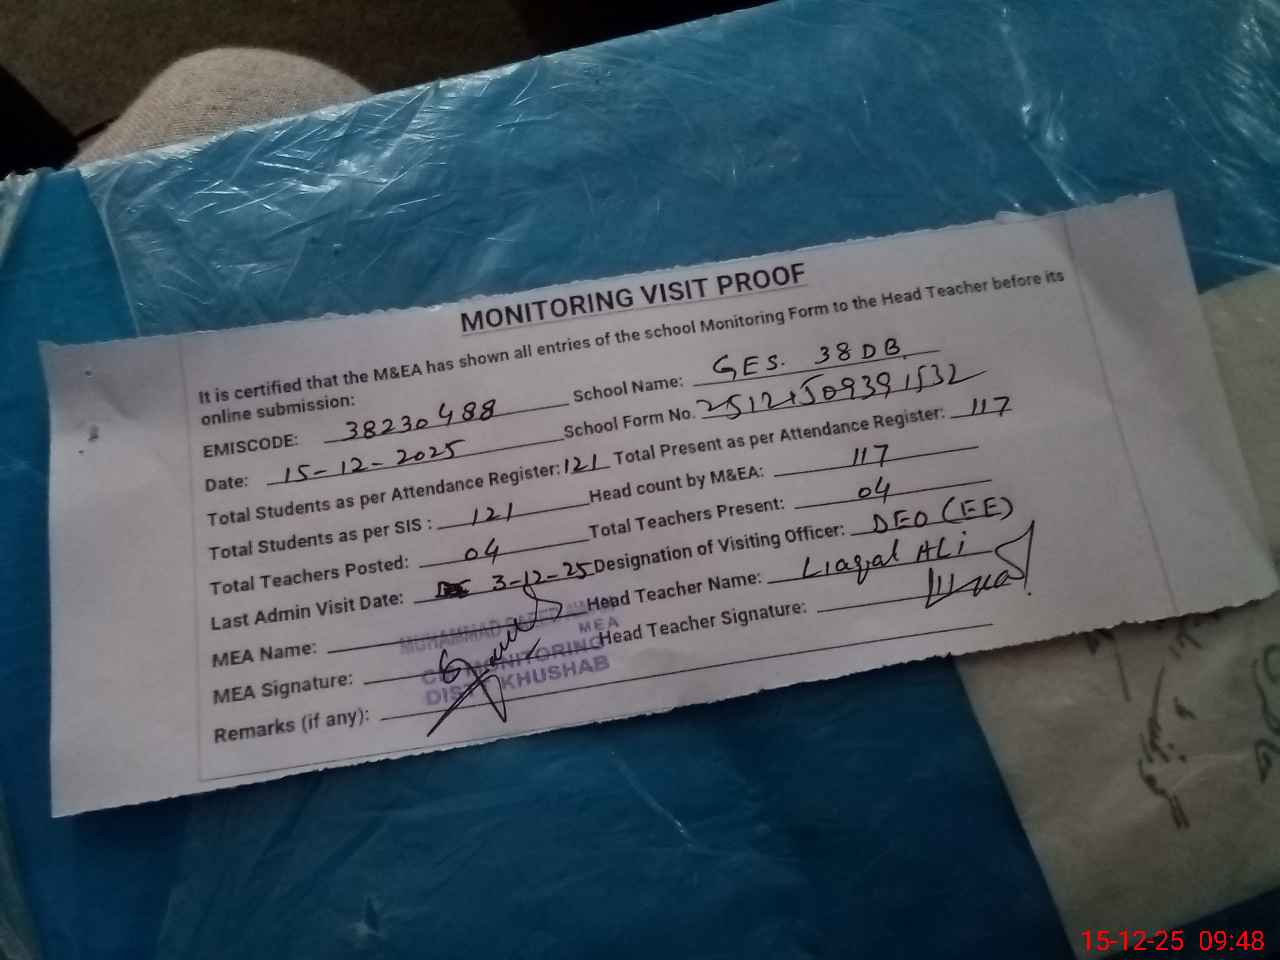 MONITORING VISIT PROOF
It is certified that the M&EA has shown all entries of the school Monitoring Form to the Head Teacher before its
online submission:
EMISCODE: 38230488 School Name: GES. 38 DB
Date: 15-12-2025 School Form No.
Total Students as per Attendance Register: 121 Total Present as per Attendance Register: 117
Total Students as per SIS : 121 Head count by M&EA: 117
Total Teachers Posted: 04 Total Teachers Present: 04
Last Admin Visit Date: 3-12-25 Designation of Visiting Officer: DEO (EE)
MEA Name: MUHAMMAD Head Teacher Name: Liaqat ALi
MEA
MEA Signature: Head Teacher Signature:
MONITORING
KHUSHAB
Remarks (if any):
15-12-25 09:48